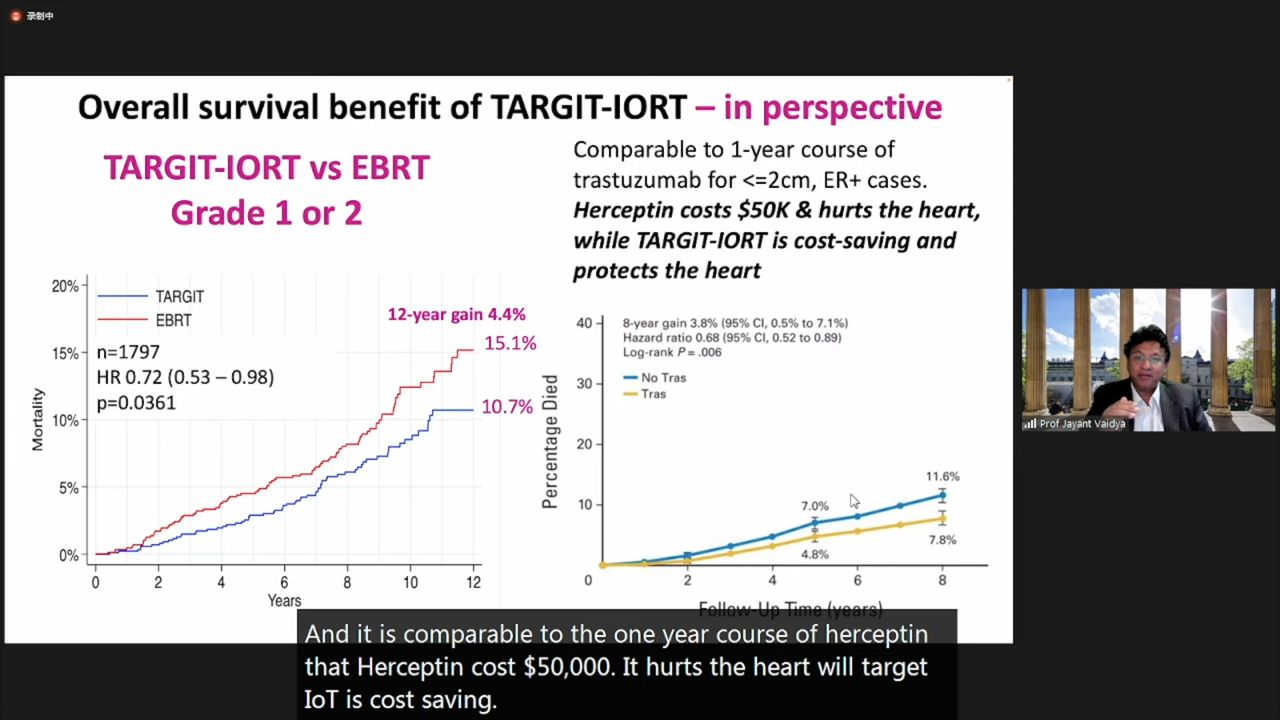 录制中
Overall survival benefit of TARGIT-IORT – in perspective
TARGIT-IORT vs EBRT
Grade 1 or 2
Comparable to 1-year course of
trastuzumab for <=2cm, ER+ cases.
Herceptin costs $50K & hurts the heart,
while TARGIT-IORT is cost-saving and
protects the heart
20%
15%
10%
5%
0%
Mortality
TARGIT
EBRT
n=1797
HR 0.72 (0.53 – 0.98)
p=0.0361
12-year gain 4.4%
15.1%
10.7%
0 2 4 6 8 10 12
Years
40
30
20
10
0
Percentage Died
8-year gain 3.8% (95% CI, 0.5% to 7.1%)
Hazard ratio 0.68 (95% CI, 0.52 to 0.89)
Log-rank P = .006
No Tras
Tras
7.0%
4.8%
11.6%
7.8%
2 4 6 8
Follow-Up Time (years)
Prof Jayant Vaidya
And it is comparable to the one year course of herceptin
that Herceptin cost $50,000. It hurts the heart will target
IoT is cost saving.